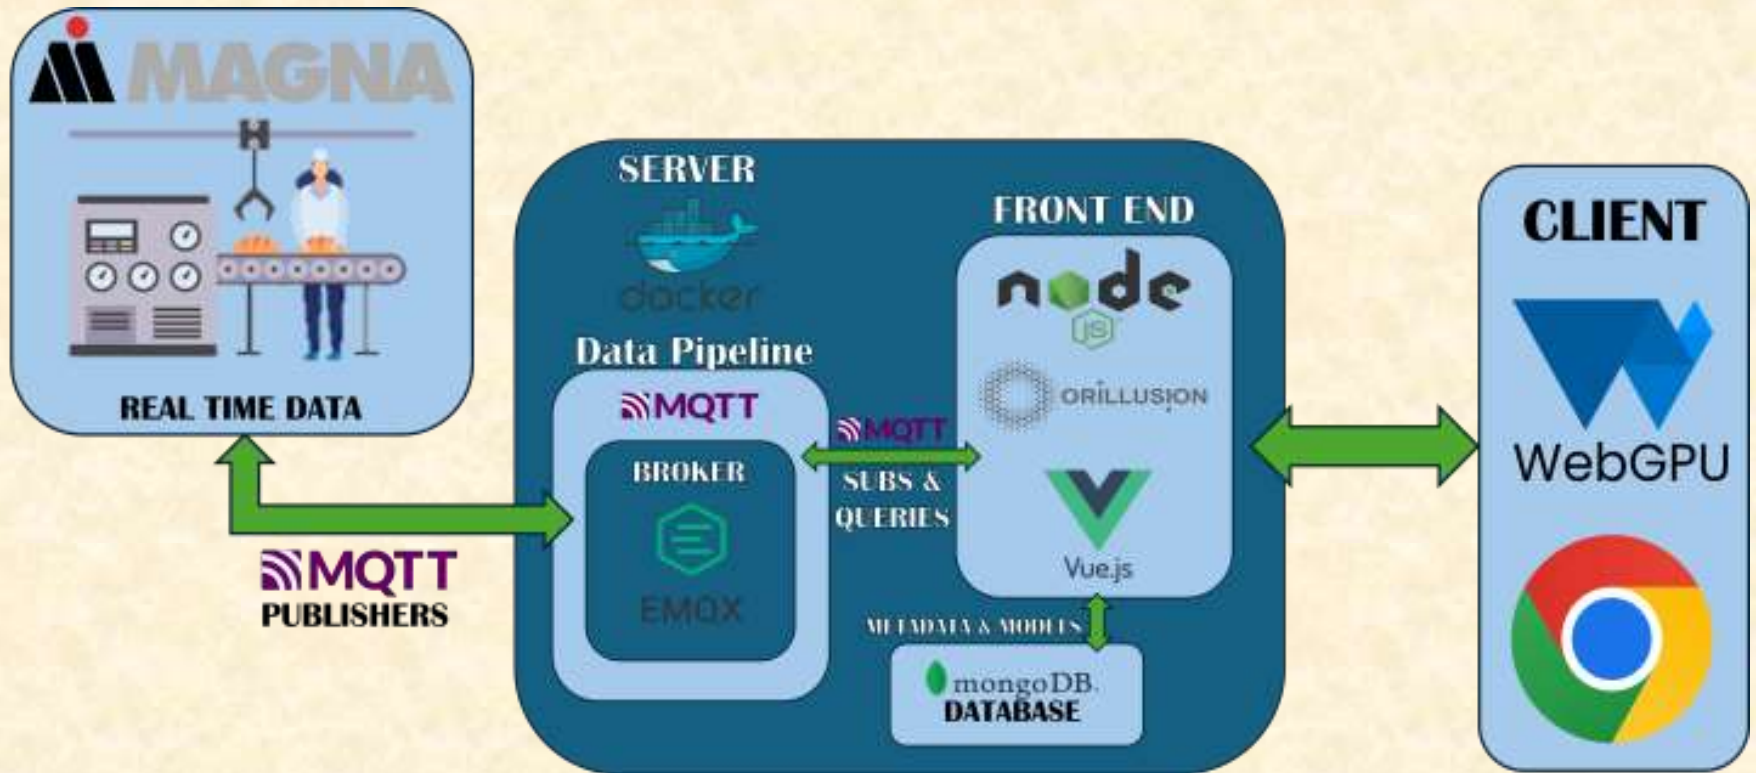 MAGNA
REAL TIME DATA
MQTT
PUBLISHERS
SERVER
docker
Data Pipeline
MQTT
BROKER
EMQX
MQTT
SUBS &
QUERIES
FRONT END
node
JS
ORILLUSION
Vue.js
METADATA & MODELS
mongoDB.
DATABASE
CLIENT
WebGPU